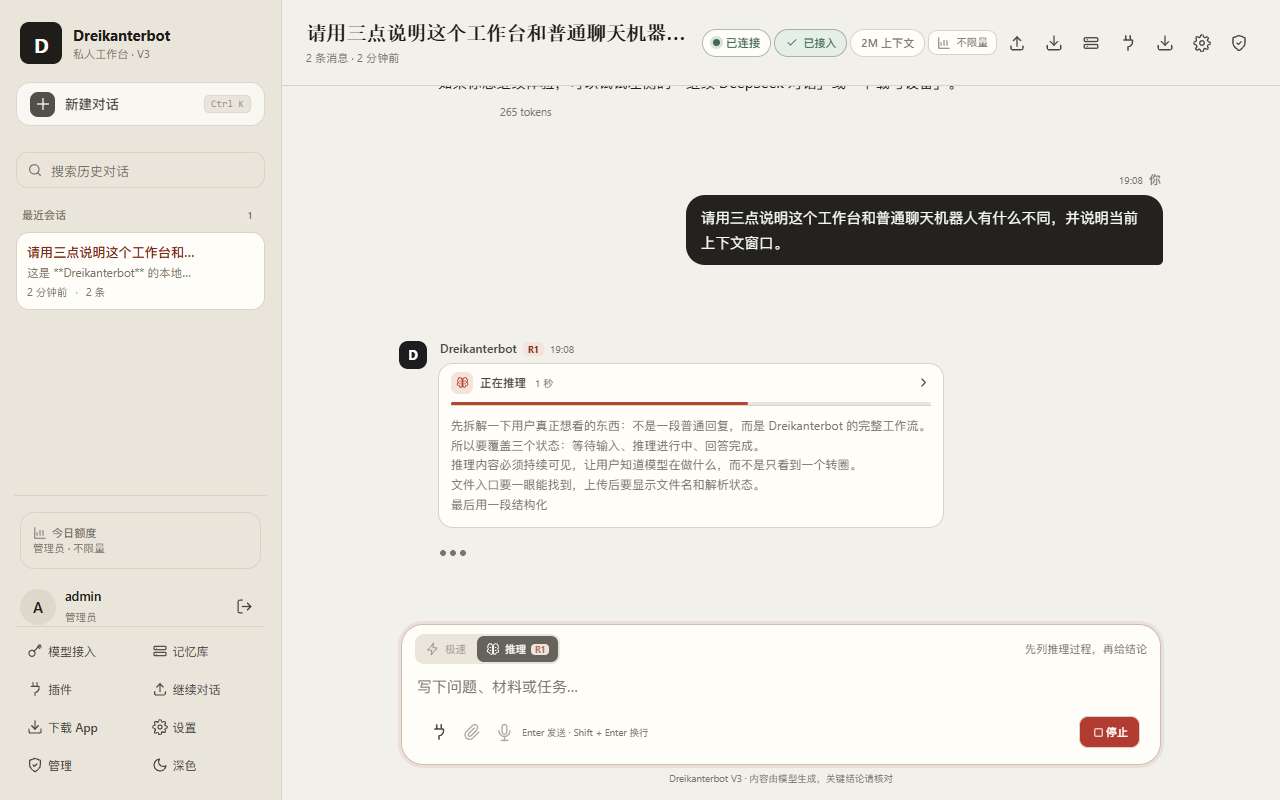 D
Dreikanterbot
私人工作台 · V3
新建对话
Ctrl K
搜索历史对话
最近会话
1
请用三点说明这个工作台和...
这是 **Dreikanterbot** 的本地...
2 分钟前 · 2 条
今日额度
管理员 · 不限量
A
admin
管理员
模型接入
记忆库
插件
继续对话
下载 App
设置
管理
深色
请用三点说明这个工作台和普通聊天机器...
2 条消息 · 2 分钟前
已连接
已接入
2M 上下文
不限量
265 tokens
19:08 你
请用三点说明这个工作台和普通聊天机器人有什么不同，并说明当前
上下文窗口。
D
Dreikanterbot R1 19:08
正在推理 1 秒
先拆解一下用户真正想看的东西：不是一段普通回复，而是 Dreikanterbot 的完整工作流。
所以要覆盖三个状态：等待输入、推理进行中、回答完成。
推理内容必须持续可见，让用户知道模型在做什么，而不是只看到一个转圈。
文件入口要一眼能找到，上传后要显示文件名和解析状态。
最后用一段结构化
极速
推理 R1
先列推理过程，再给结论
写下问题、材料或任务...
Enter 发送 · Shift + Enter 换行
停止
Dreikanterbot V3 · 内容由模型生成，关键结论请核对